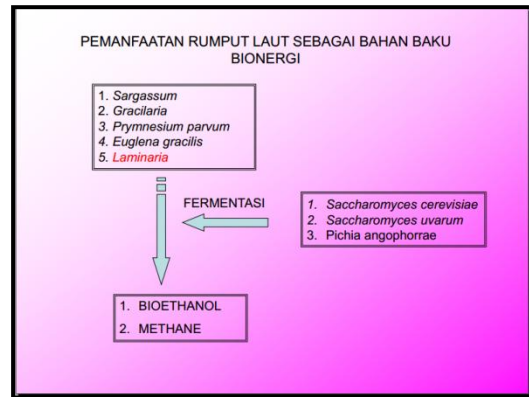 PEMANFAATAN RUMPUT LAUT SEBAGAI BAHAN BAKU
BIONERGI
1. Sargassum
2. Gracilaria
3. Prymnesium parvum
4. Euglena gracilis
5. Laminaria
FERMENTASI
1. Saccharomyces cerevisiae
2. Saccharomyces uvarum
3. Pichia angophorrae
1. BIOETHANOL
2. METHANE